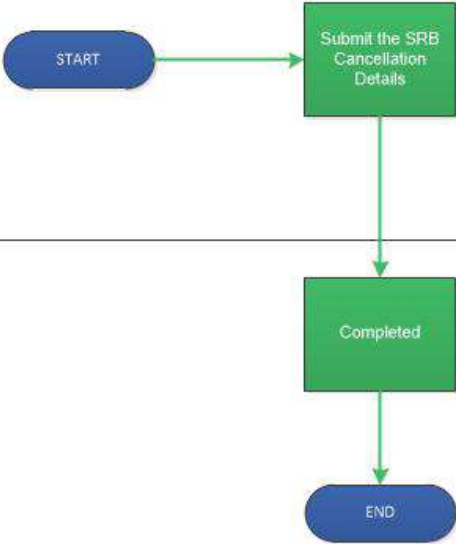 START
Submit the SRB
Cancellation
Details
Completed
END